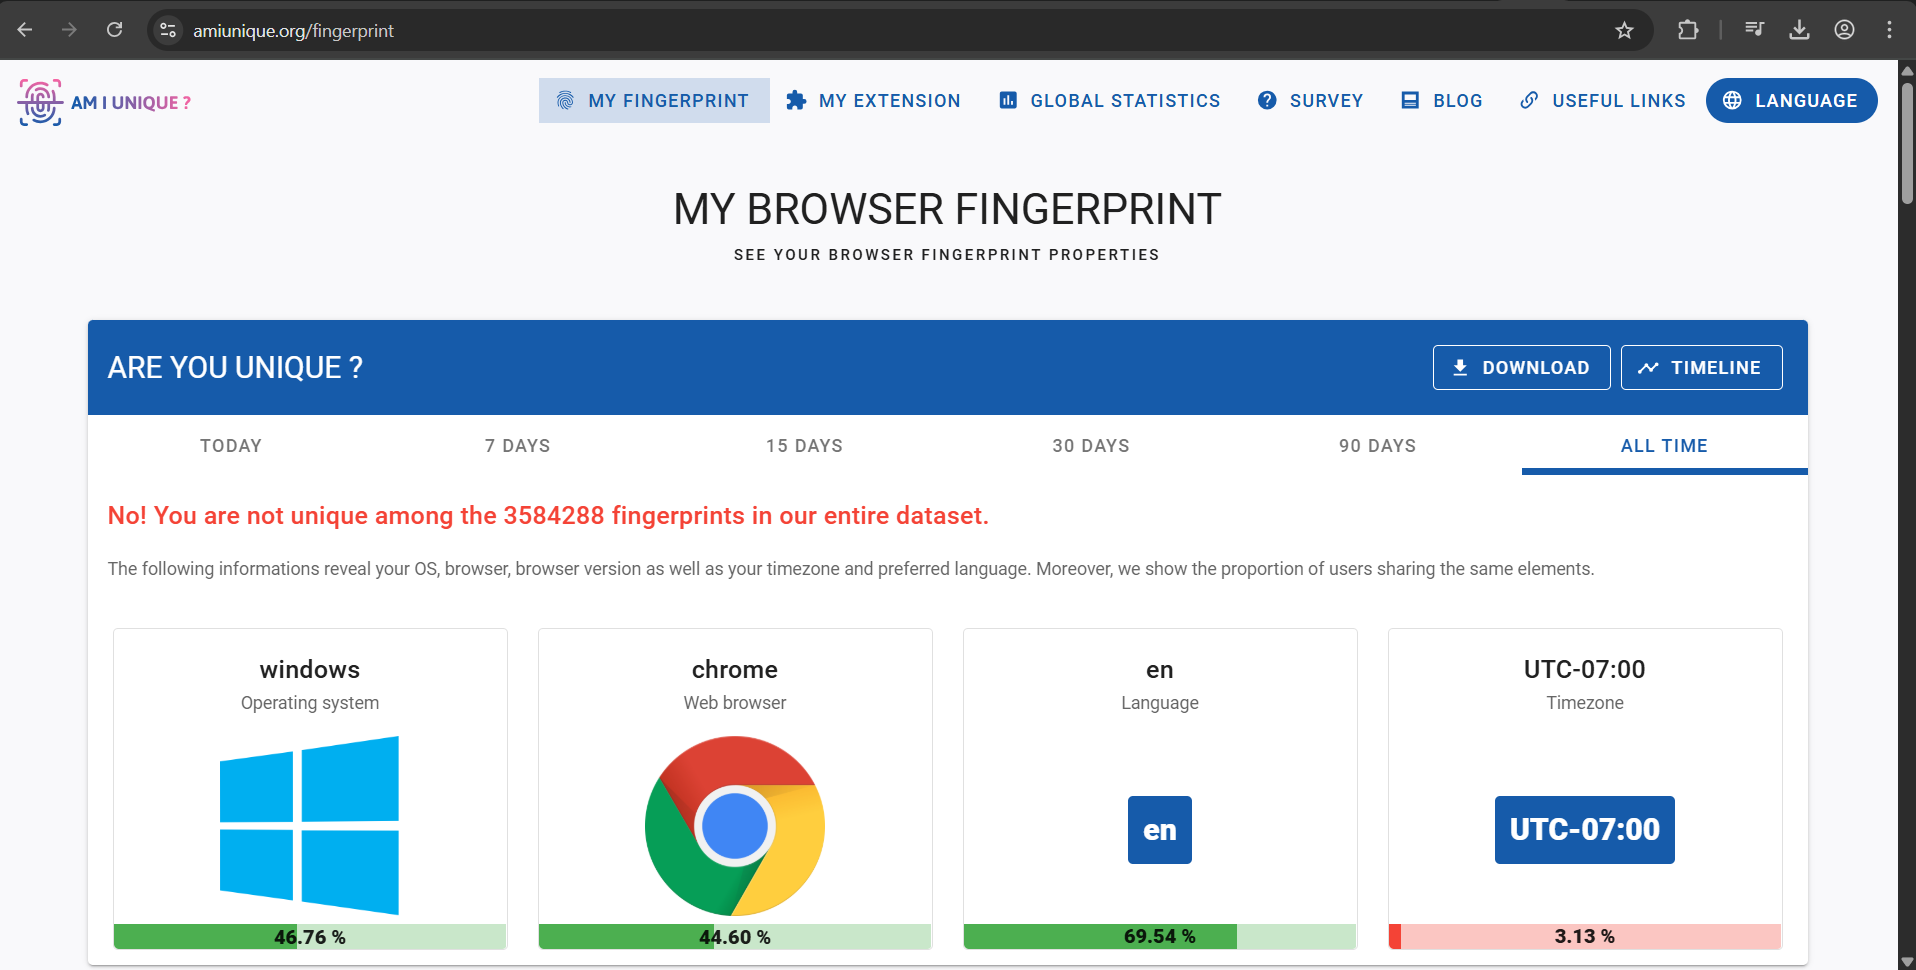 amiunique.org/fingerprint
AM I UNIQUE ?
MY FINGERPRINT
MY EXTENSION
GLOBAL STATISTICS
SURVEY
BLOG
USEFUL LINKS
LANGUAGE
MY BROWSER FINGERPRINT
SEE YOUR BROWSER FINGERPRINT PROPERTIES
ARE YOU UNIQUE ?
DOWNLOAD
TIMELINE
TODAY
7 DAYS
15 DAYS
30 DAYS
90 DAYS
ALL TIME
No! You are not unique among the 3584288 fingerprints in our entire dataset.
The following informations reveal your OS, browser, browser version as well as your timezone and preferred language. Moreover, we show the proportion of users sharing the same elements.
windows
Operating system
46.76 %
chrome
Web browser
44.60 %
en
Language
en
69.54 %
UTC-07:00
Timezone
UTC-07:00
3.13 %